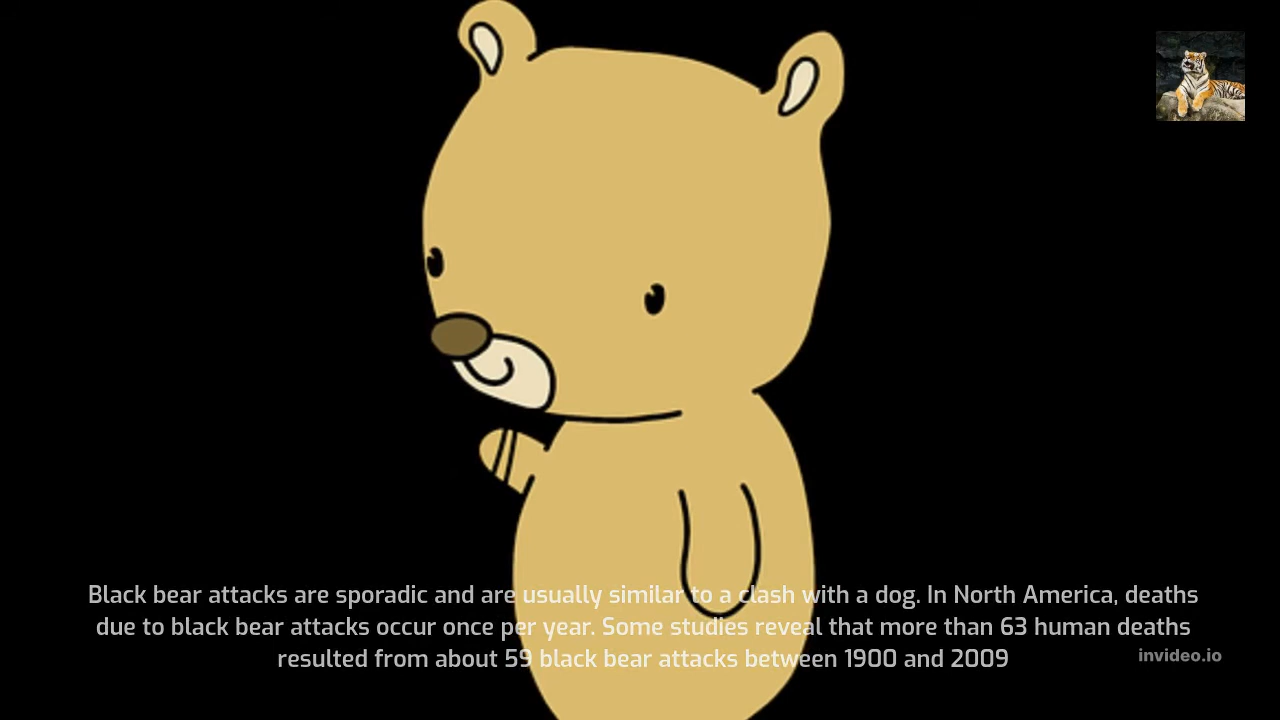 Black bear attacks are sporadic and are usually similar to a clash with a dog. In North America, deaths
due to black bear attacks occur once per year. Some studies reveal that more than 63 human deaths
resulted from about 59 black bear attacks between 1900 and 2009
invideo.io